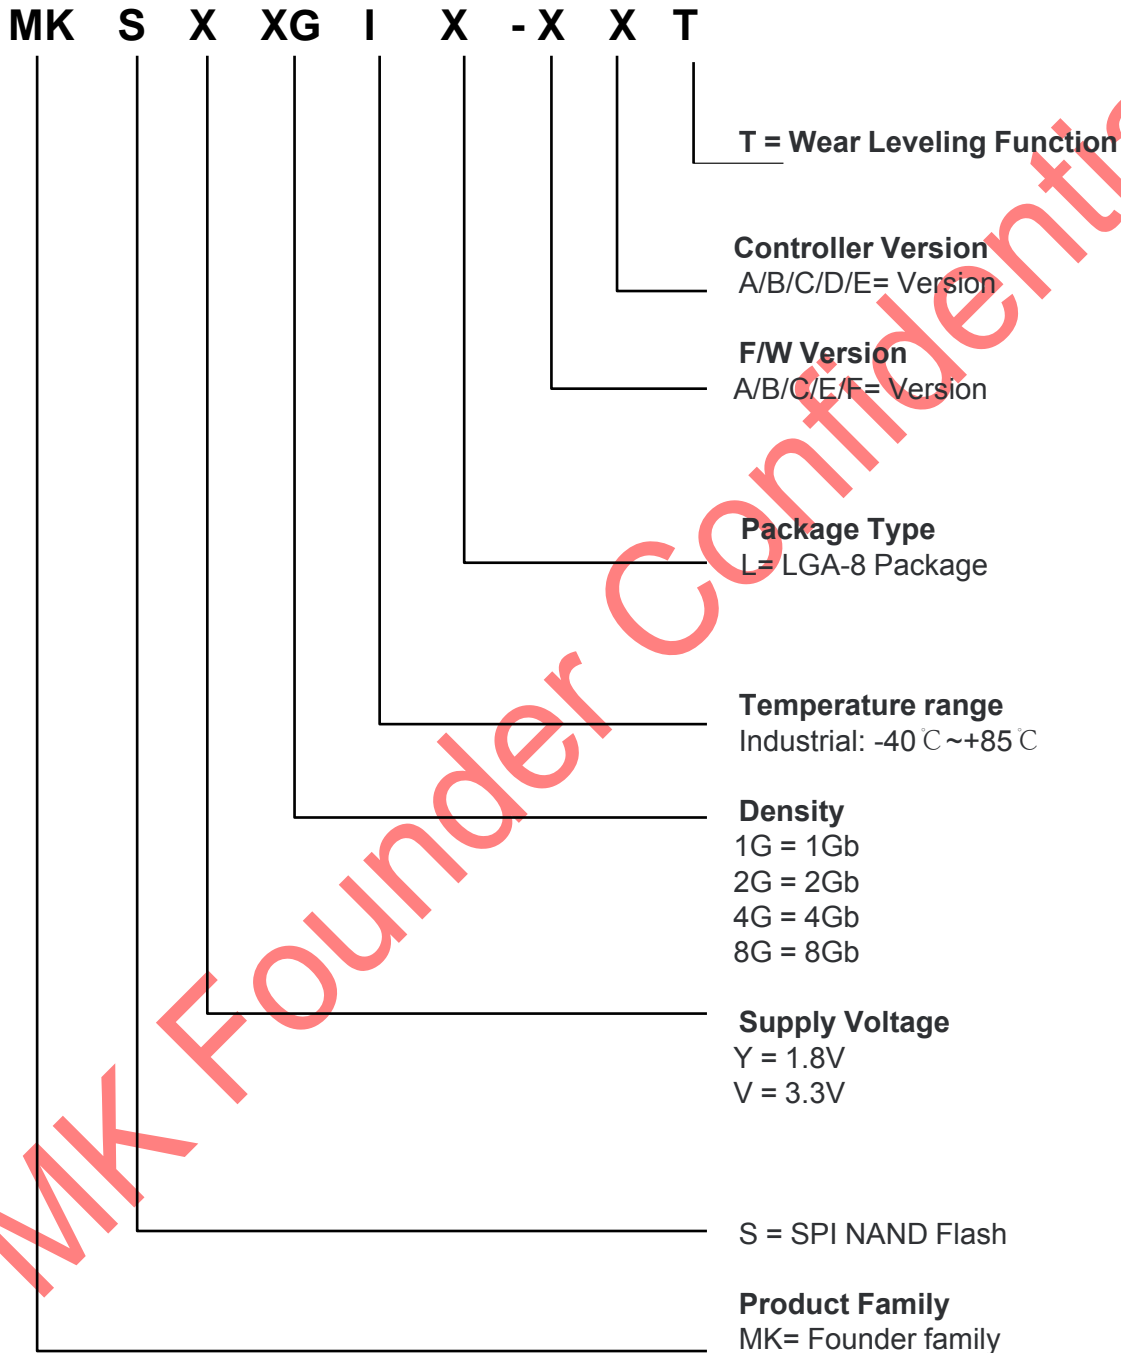 MK S X XG I X - X X T
T = Wear Leveling Function
Controller Version
A/B/C/D/E= Version
F/W Version
A/B/C/E/F= Version
Package Type
L= LGA-8 Package
Temperature range
Industrial: -40℃~+85℃
Density
1G = 1Gb
2G = 2Gb
4G = 4Gb
8G = 8Gb
Supply Voltage
Y = 1.8V
V = 3.3V
S = SPI NAND Flash
Product Family
MK= Founder family
MK Founder Confidentia